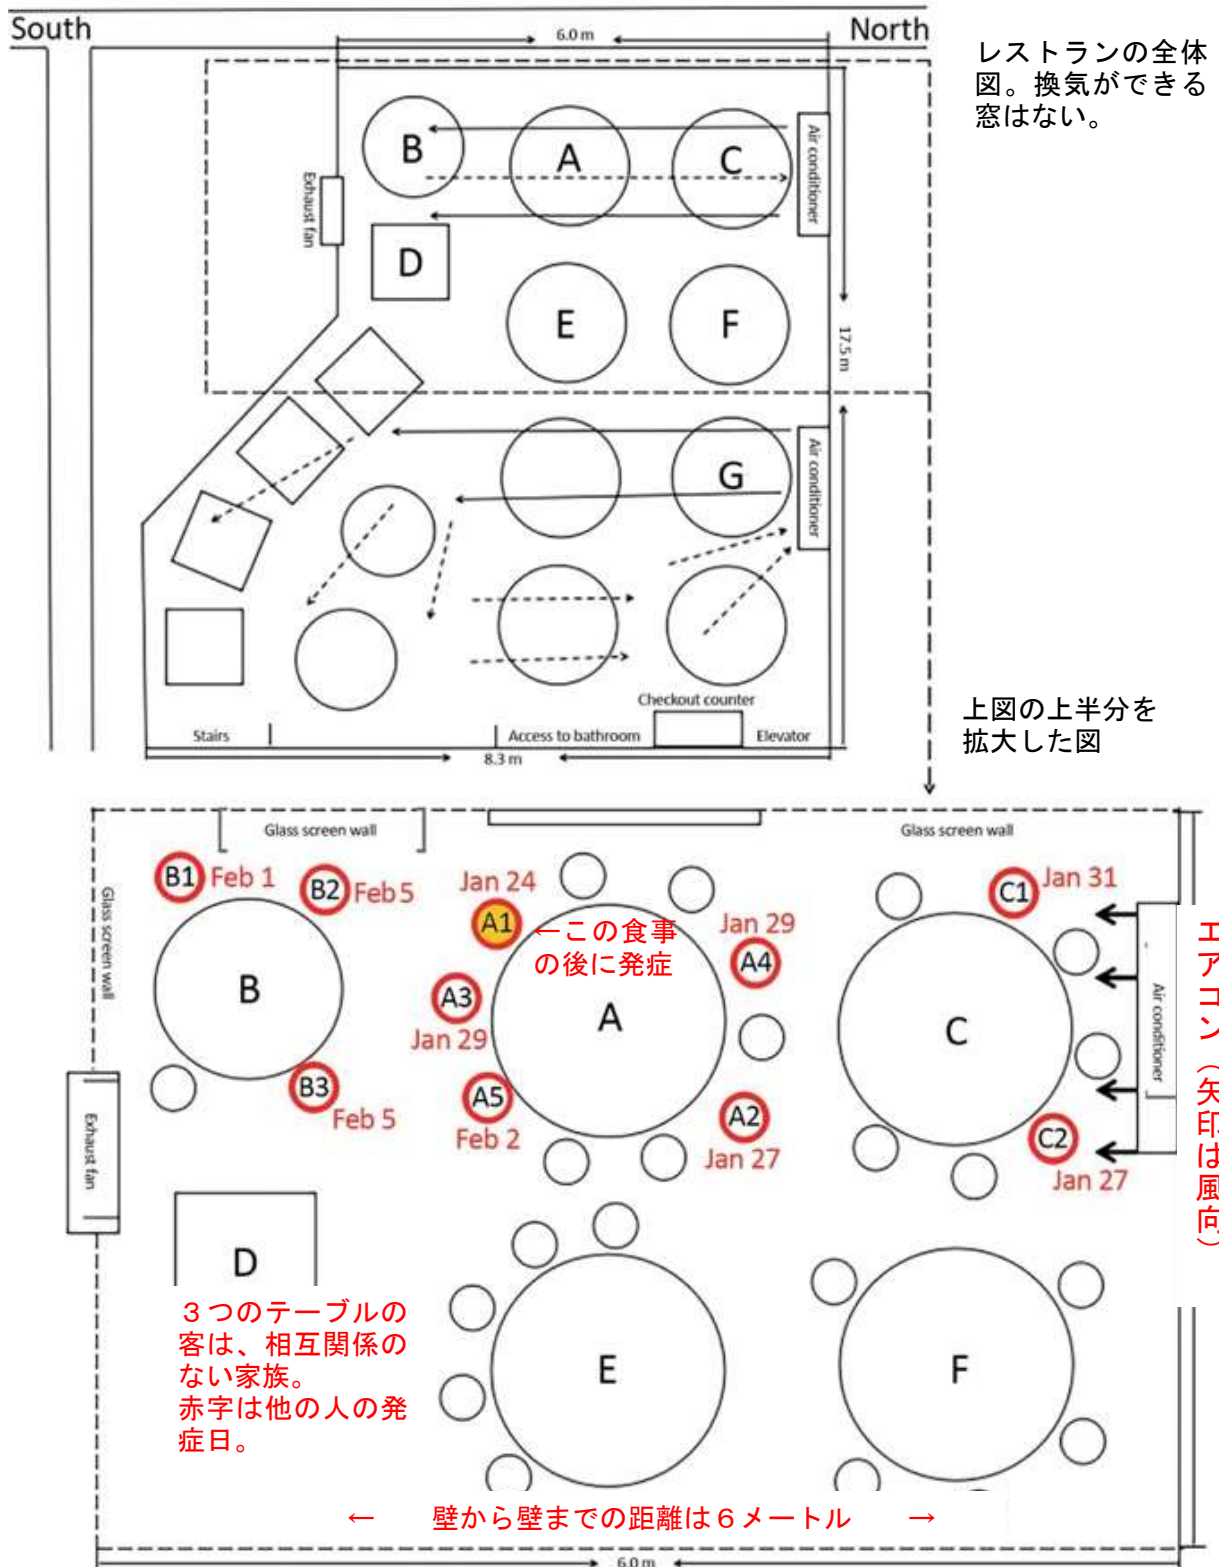 South
North
6.0 m
レストランの全体
図。換気ができる
窓はない。
B
A
C
Air conditioner
Exhaust fan
D
E
F
17.5 m
G
Air conditioner
Checkout counter
Stairs
Access to bathroom
Elevator
8.3 m
上図の上半分を
拡大した図
Glass screen wall
Glass screen wall
Glass screen wall
B1 Feb 1
B2 Feb 5
Jan 24
A1
←この食事
の後に発症
Jan 29
A4
C1 Jan 31
B
A3
Jan 29
A
C
Air conditioner
エアコン（矢印は風向）
B3
Feb 5
A5
Feb 2
A2
Jan 27
C2
Jan 27
Exhaust fan
D
３つのテーブルの
客は、相互関係の
ない家族。
赤字は他の人の発
症日。
E
F
← 壁から壁までの距離は６メートル →
6.0 m